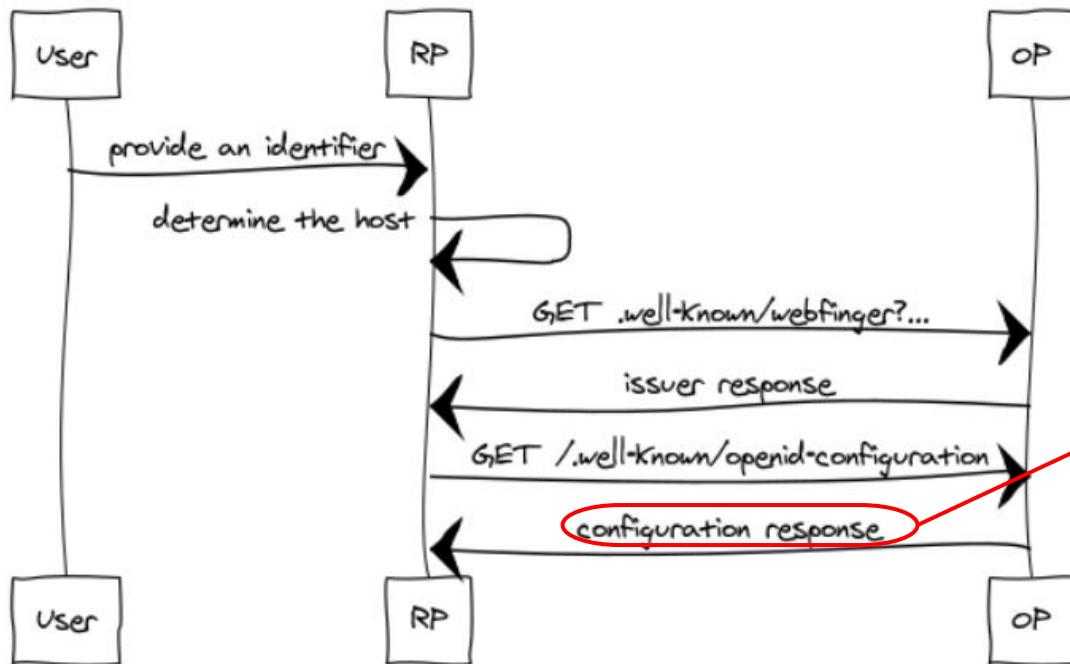 User
RP
OP
provide an identifier
determine the host
GET .well-known/webfinger?...
issuer response
GET /.well-known/openid-configuration
configuration response
User
RP
OP